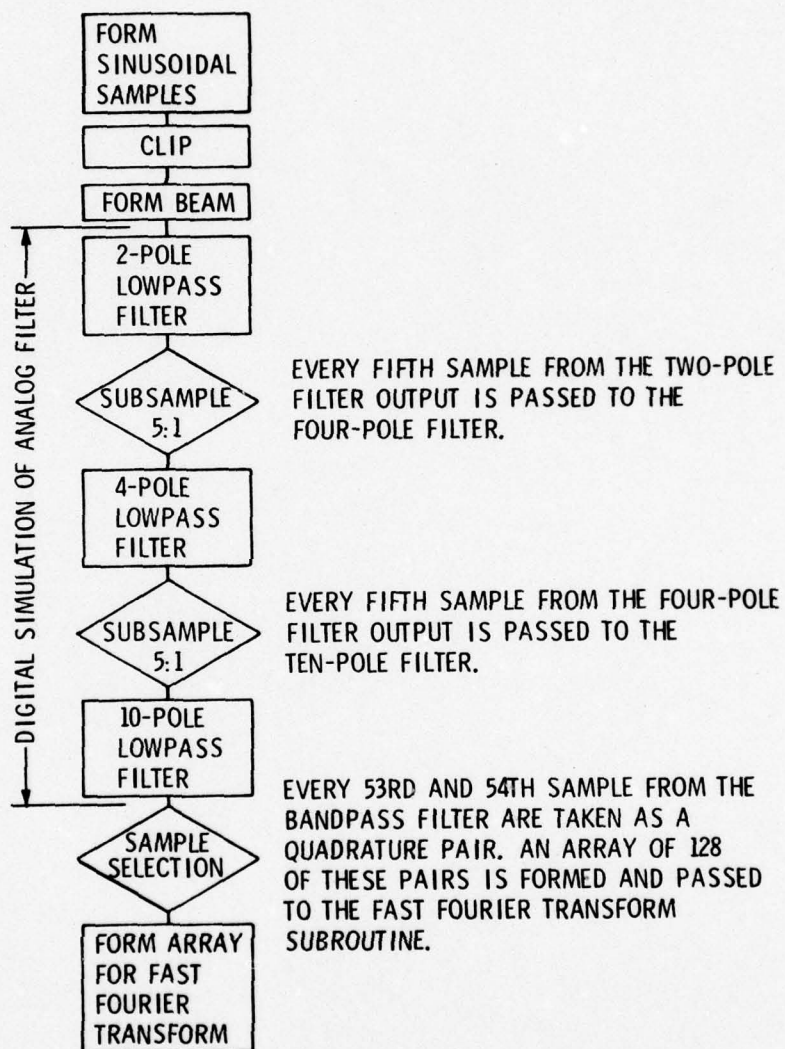 FORM
SINUSOIDAL
SAMPLES
CLIP
FORM BEAM
DIGITAL SIMULATION OF ANALOG FILTER
2-POLE
LOWPASS
FILTER
SUBSAMPLE
5:1
EVERY FIFTH SAMPLE FROM THE TWO-POLE
FILTER OUTPUT IS PASSED TO THE
FOUR-POLE FILTER.
4-POLE
LOWPASS
FILTER
SUBSAMPLE
5:1
EVERY FIFTH SAMPLE FROM THE FOUR-POLE
FILTER OUTPUT IS PASSED TO THE
TEN-POLE FILTER.
10-POLE
LOWPASS
FILTER
SAMPLE
SELECTION
EVERY 53RD AND 54TH SAMPLE FROM THE
BANDPASS FILTER ARE TAKEN AS A
QUADRATURE PAIR. AN ARRAY OF 128
OF THESE PAIRS IS FORMED AND PASSED
TO THE FAST FOURIER TRANSFORM
SUBROUTINE.
FORM ARRAY
FOR FAST
FOURIER
TRANSFORM